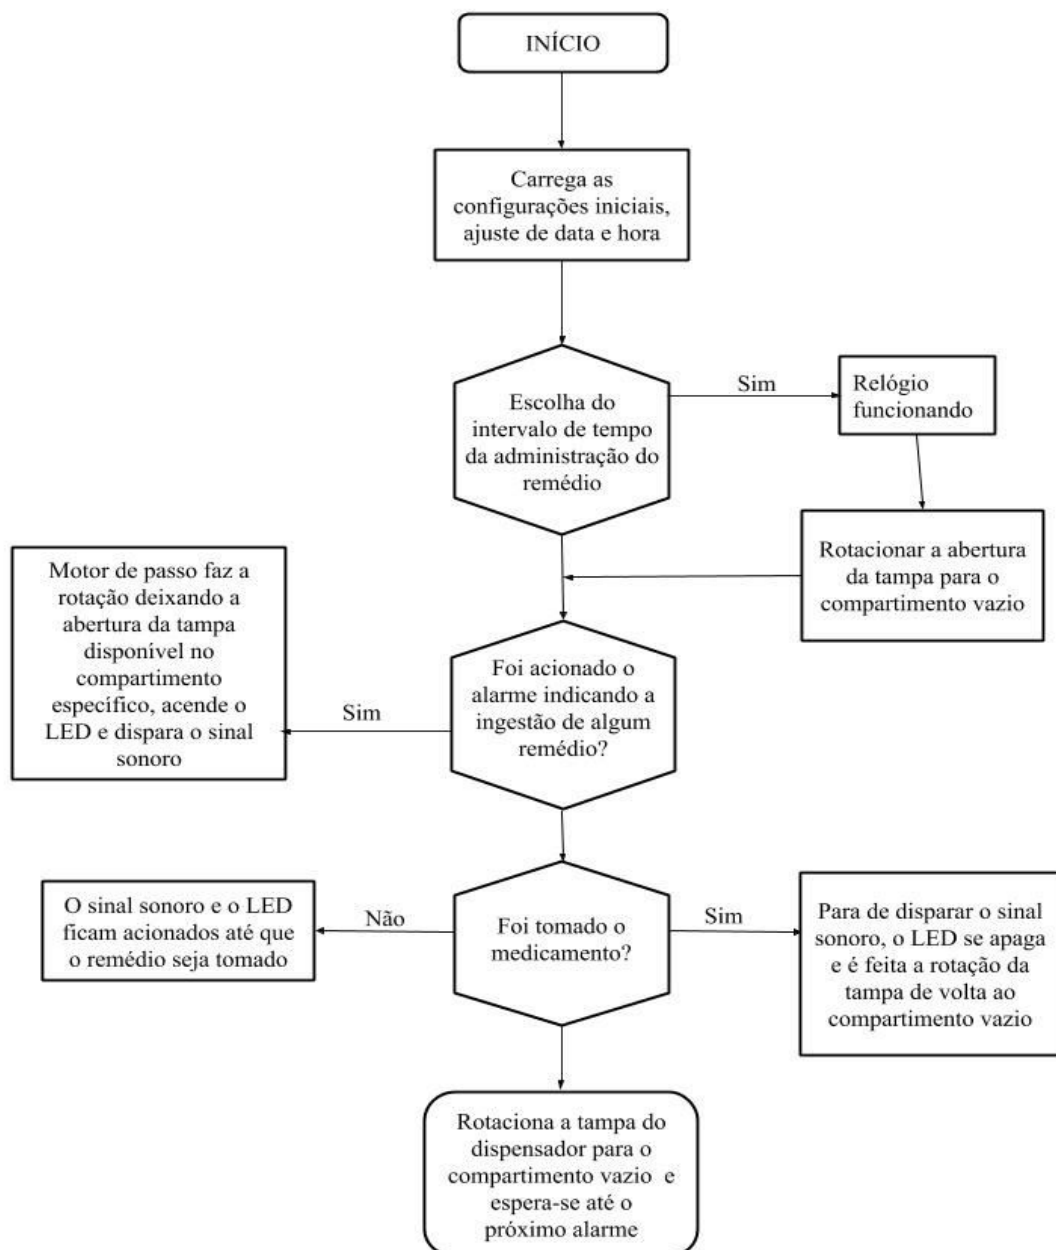 INÍCIO
Carrega as
configurações iniciais,
ajuste de data e hora
Escolha do
intervalo de tempo
da administração do
remédio
Sim
Relógio
funcionando
Rotacionar a abertura
da tampa para o
compartimento vazio
Foi acionado o
alarme indicando a
ingestão de algum
remédio?
Sim
Motor de passo faz a
rotação deixando a
abertura da tampa
disponível no
compartimento
específico, acende o
LED e dispara o sinal
sonoro
Foi tomado o
medicamento?
Não
O sinal sonoro e o LED
ficam acionados até que
o remédio seja tomado
Sim
Para de disparar o sinal
sonoro, o LED se apaga
e é feita a rotação da
tampa de volta ao
compartimento vazio
Rotaciona a tampa do
dispensador para o
compartimento vazio e
espera-se até o
próximo alarme